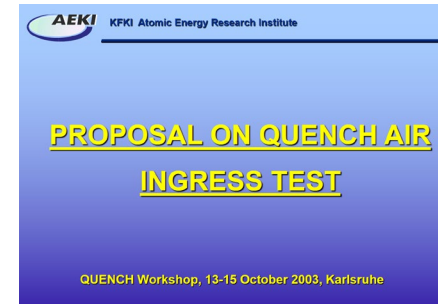 AEKI
KFKI Atomic Energy Research Institute
PROPOSAL ON QUENCH AIR
INGRESS TEST
QUENCH Workshop, 13-15 October 2003, Karlsruhe